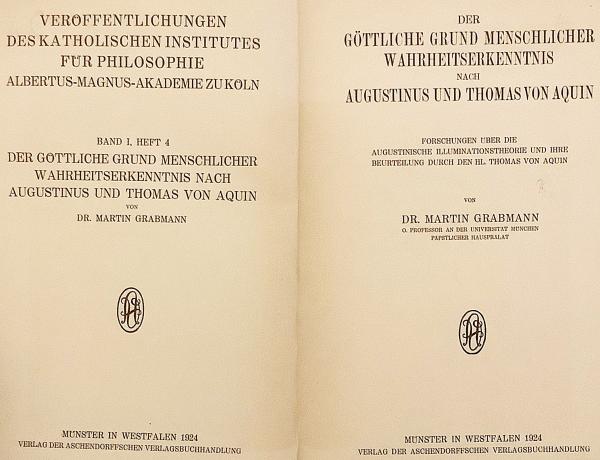 VERÖFFENTLICHUNGEN
DES KATHOLISCHEN INSTITUTES
FÜR PHILOSOPHIE
ALBERTUS-MAGNUS-AKADEMIE ZU KÖLN
BAND I, HEFT 4
DER GÖTTLICHE GRUND MENSCHLICHER
WAHRHEITSERKENNTNIS NACH
AUGUSTINUS UND THOMAS VON AQUIN
VON
DR. MARTIN GRABMANN
MÜNSTER IN WESTFALEN 1924
VERLAG DER ASCHENDORFFSCHEN VERLAGSBUCHHANDLUNG
DER
GÖTTLICHE GRUND MENSCHLICHER
WAHRHEITSERKENNTNIS
NACH
AUGUSTINUS UND THOMAS VON AQUIN
FORSCHUNGEN ÜBER DIE
AUGUSTINISCHE ILLUMINATIONSTHEORIE UND IHRE
BEURTEILUNG DURCH DEN HL. THOMAS VON AQUIN
VON
DR. MARTIN GRABMANN
O. PROFESSOR AN DER UNIVERSITÄT MÜNCHEN
PÄPSTLICHER HAUSPRÄLAT
MÜNSTER IN WESTFALEN 1924
VERLAG DER ASCHENDORFFSCHEN VERLAGSBUCHHANDLUNG